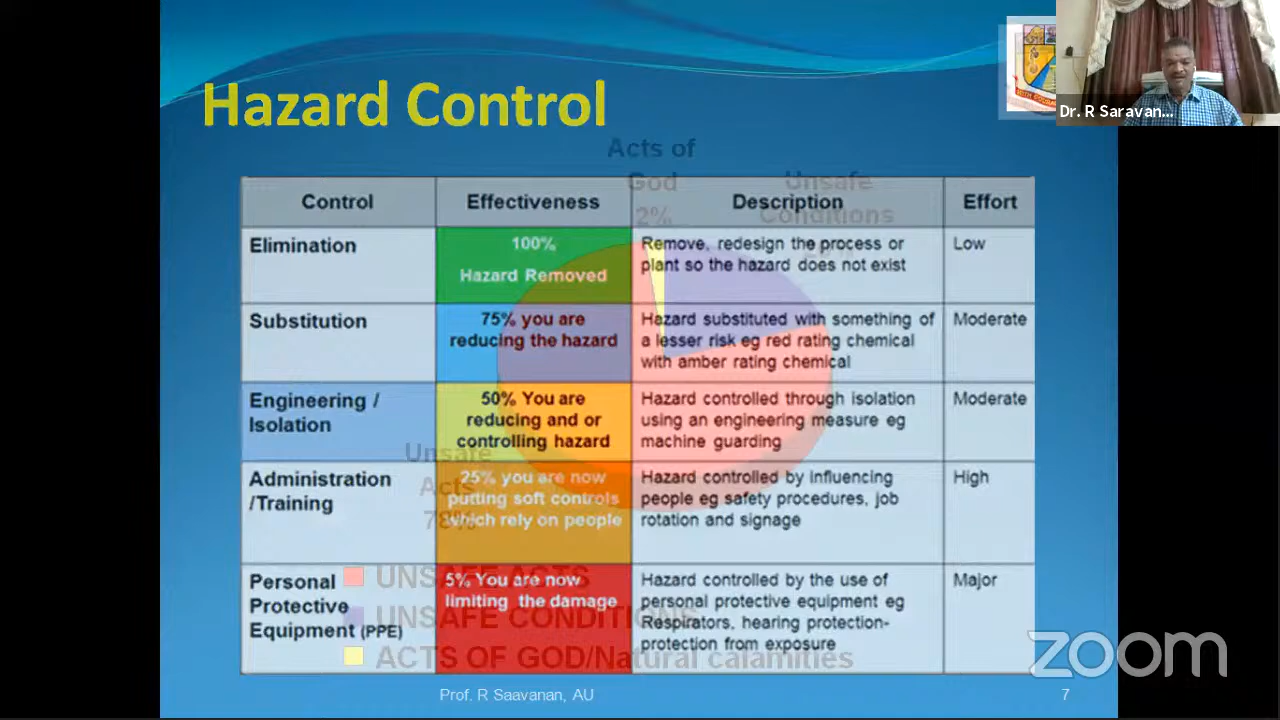 Hazard Control
Dr. R Saravan...
Acts of
God
2%
Unsafe
Conditions
Control Effectiveness Description Effort
Elimination
100%
Hazard Removed
Remove, redesign the process or
plant so the hazard does not exist
Low
Substitution
75% you are
reducing the hazard
Hazard substituted with something of
a lesser risk eg red rating chemical
with amber rating chemical
Moderate
Engineering /
Isolation
50% You are
reducing and or
controlling hazard
Hazard controlled through isolation
using an engineering measure eg
machine guarding
Moderate
Unsafe
Acts
78%
Administration
/Training
25% you are now
putting soft controls
which rely on people
Hazard controlled by influencing
people eg safety procedures, job
rotation and signage
High
Personal
Protective
Equipment (PPE)
5% You are now
limiting the damage
Hazard controlled by the use of
personal protective equipment eg
Respirators, hearing protection-
protection from exposure
Major
UNSAFE ACTS
UNSAFE CONDITIONS
ACTS OF GOD/Natural calamities
zoom
Prof. R Saavanan, AU
7